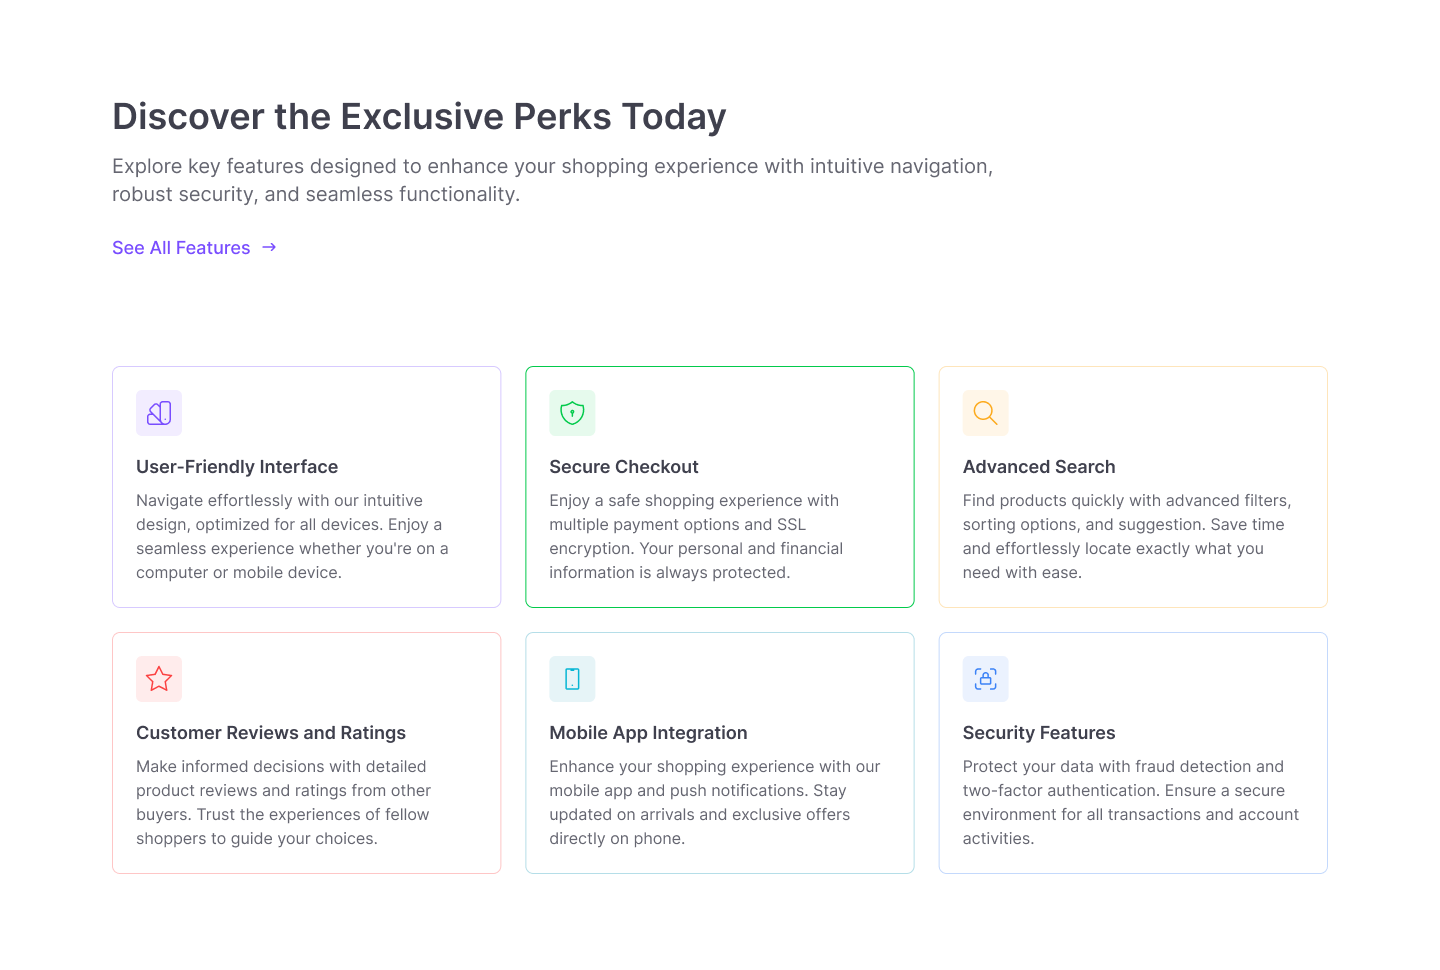 Discover the Exclusive Perks Today
Explore key features designed to enhance your shopping experience with intuitive navigation,
robust security, and seamless functionality.
See All Features →
User-Friendly Interface
Navigate effortlessly with our intuitive
design, optimized for all devices. Enjoy a
seamless experience whether you're on a
computer or mobile device.
Secure Checkout
Enjoy a safe shopping experience with
multiple payment options and SSL
encryption. Your personal and financial
information is always protected.
Advanced Search
Find products quickly with advanced filters,
sorting options, and suggestion. Save time
and effortlessly locate exactly what you
need with ease.
Customer Reviews and Ratings
Make informed decisions with detailed
product reviews and ratings from other
buyers. Trust the experiences of fellow
shoppers to guide your choices.
Mobile App Integration
Enhance your shopping experience with our
mobile app and push notifications. Stay
updated on arrivals and exclusive offers
directly on phone.
Security Features
Protect your data with fraud detection and
two-factor authentication. Ensure a secure
environment for all transactions and account
activities.